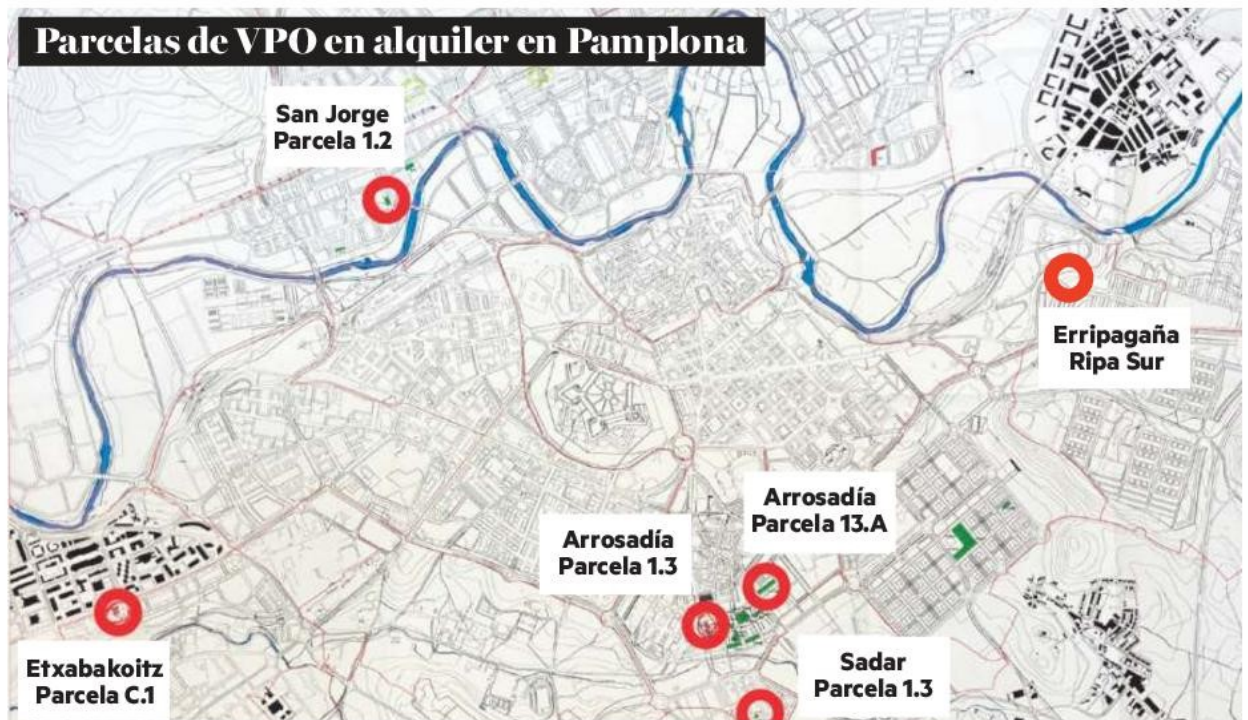 Parcelas de VPO en alquiler en Pamplona
San Jorge
Parcela 1.2
Erripagaña
Ripa Sur
Arrosadía
Parcela 13.A
Arrosadía
Parcela 1.3
Etxabakoitz
Parcela C.1
Sadar
Parcela 1.3